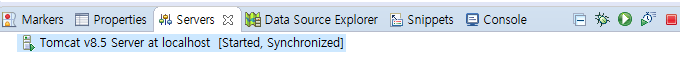 Markers Properties Servers Data Source Explorer Snippets Console
Tomcat v8.5 Server at localhost [Started, Synchronized]